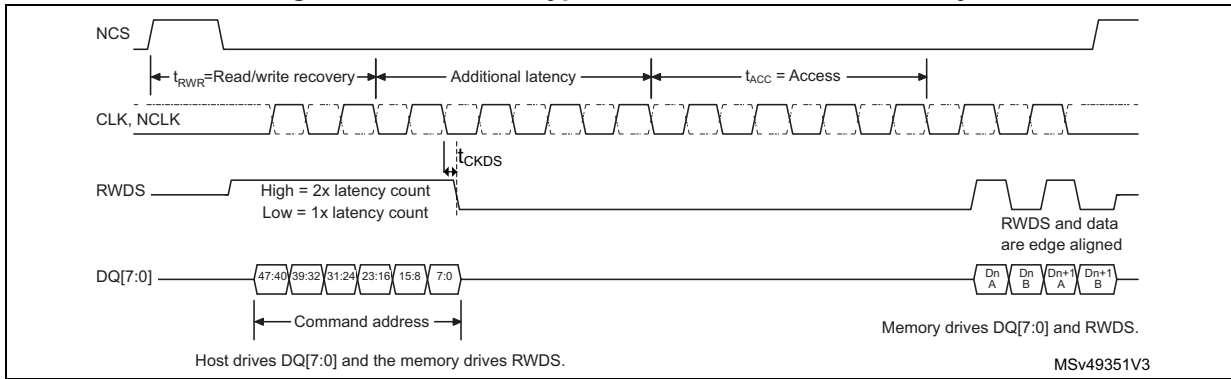 NCS
t_RWR=Read/write recovery
Additional latency
t_ACC = Access
CLK, NCLK
t_CKDS
RWDS
High = 2x latency count
Low = 1x latency count
RWDS and data
are edge aligned
DQ[7:0]
47:40 39:32 31:24 23:16 15:8 7:0
Dn Dn Dn+1 Dn+1
A B A B
Command address
Memory drives DQ[7:0] and RWDS.
Host drives DQ[7:0] and the memory drives RWDS.
MSv49351V3